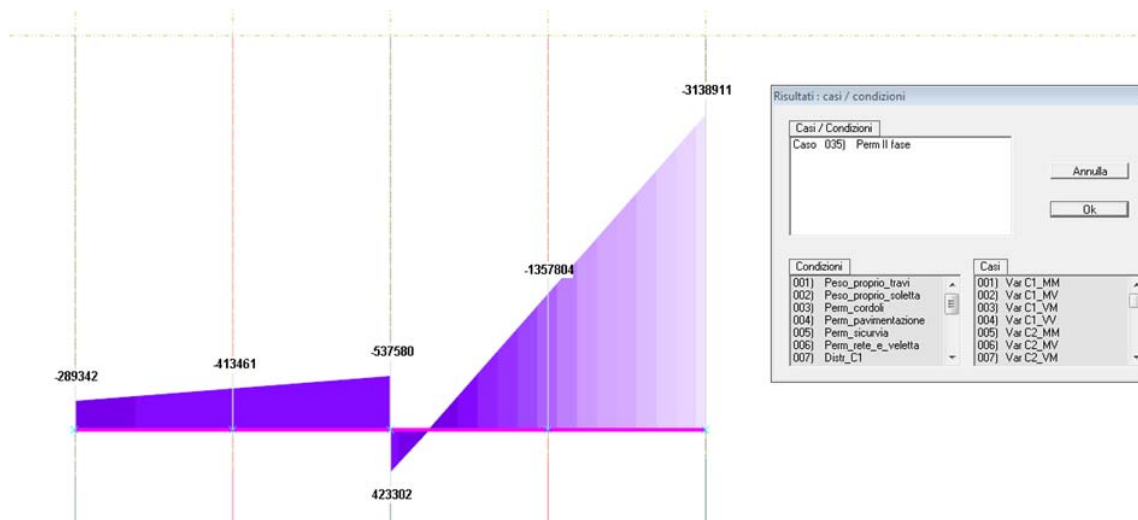 -3138911
-1357804
-537580
-413461
-289342
423302
Risultati : casi / condizioni
Casi / Condizioni
Caso 035) Perm II fase
Annulla
Ok
Condizioni
001) Peso_proprio_travi
002) Peso_proprio_soletta
003) Perm_cordoli
004) Perm_pavimentazione
005) Perm_sicurvia
006) Perm_rete_e_veletta
007) Distr_C1
Casi
001) Var C1_MM
002) Var C1_MV
003) Var C1_VM
004) Var C1_VV
005) Var C2_MM
006) Var C2_MV
007) Var C2_VM